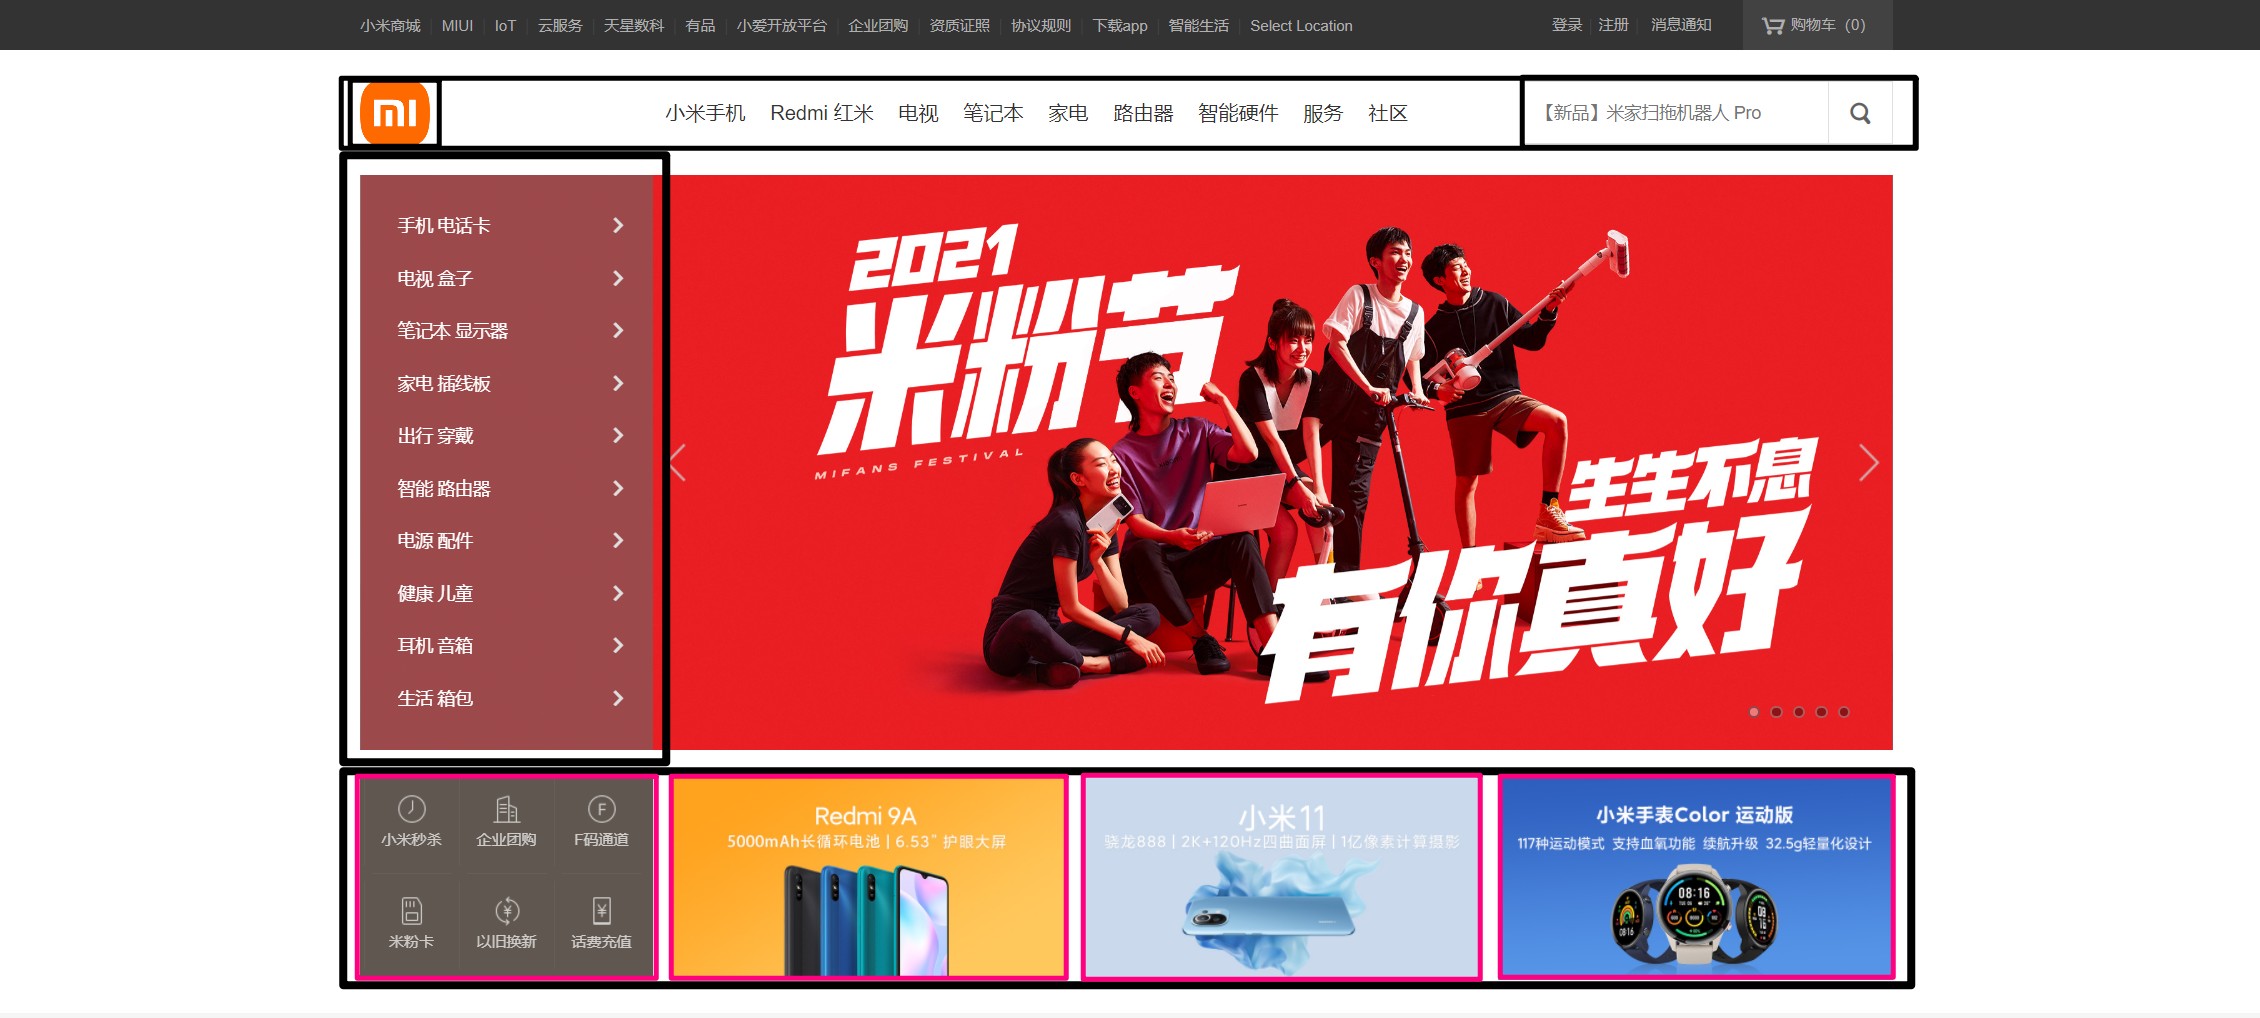 小米商城 MIUI IoT 云服务 天星数科 有品 小爱开放平台 企业团购 资质证照 协议规则 下载app 智能生活 Select Location 登录 注册 消息通知 购物车（0）
mi 小米手机 Redmi 红米 电视 笔记本 家电 路由器 智能硬件 服务 社区 【新品】米家扫拖机器人 Pro
手机 电话卡
电视 盒子
笔记本 显示器
家电 插线板
出行 穿戴
智能 路由器
电源 配件
健康 儿童
耳机 音箱
生活 箱包
2021
米粉节
MIFANS FESTIVAL
生生不息
有你真好
小米秒杀 企业团购 F码通道
米粉卡 以旧换新 话费充值
Redmi 9A
5000mAh长循环电池 | 6.53" 护眼大屏
小米11
骁龙888 | 2K+120Hz四曲面屏 | 1亿像素计算摄影
小米手表Color 运动版
117种运动模式 支持血氧功能 续航升级 32.5g轻量化设计
08:16